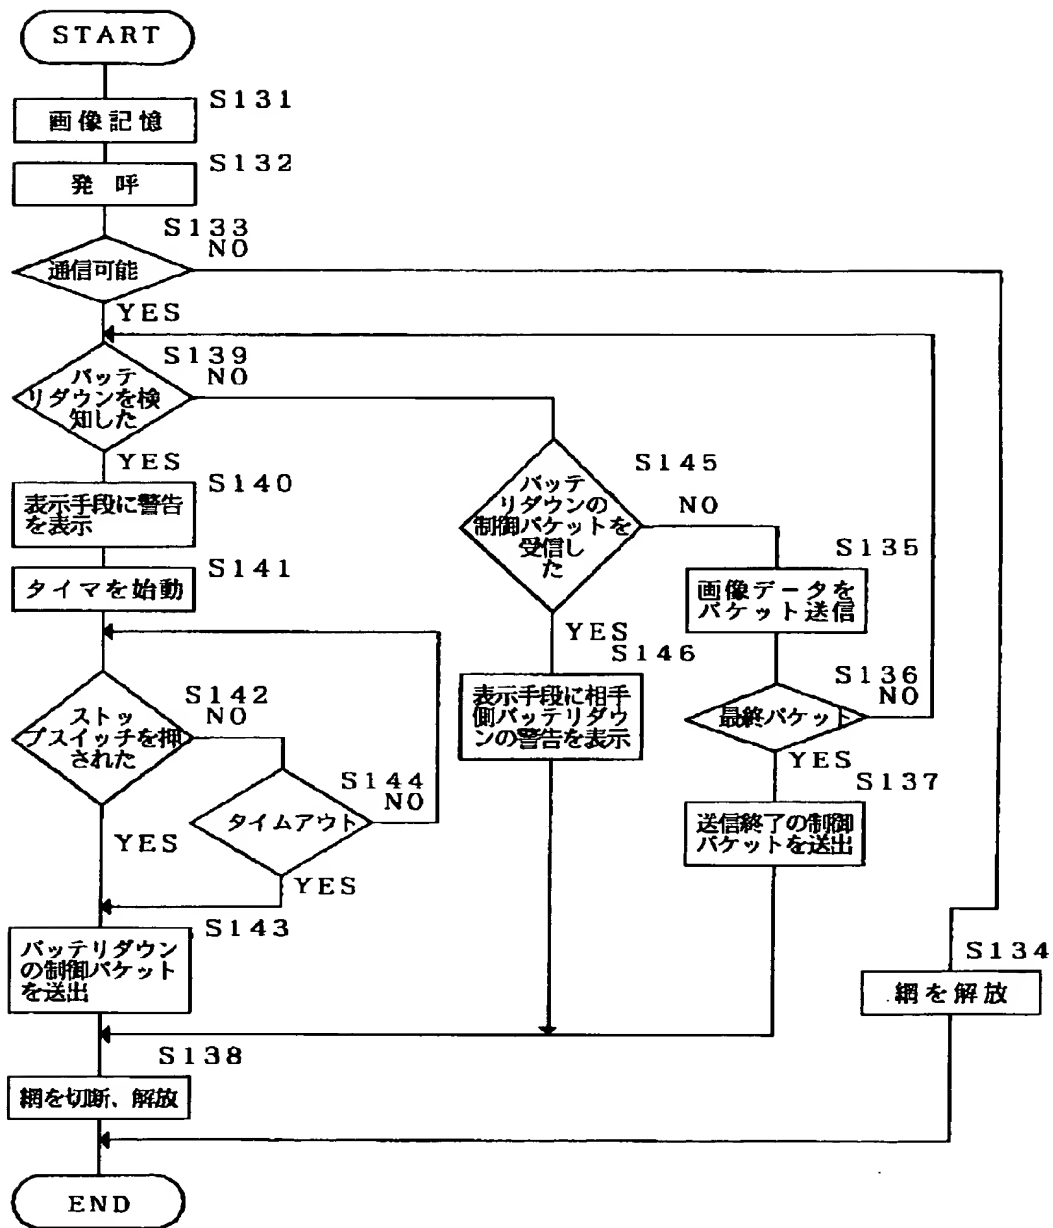 START
S131
画像記憶
S132
発呼
S133
NO
通信可能
YES
S139
NO
バッテ
リダウンを検
知した
YES
S140
表示手段に警告
を表示
S141
タイマを始動
S142
NO
ストッ
プスイッチを押
された
YES
S144
NO
タイムアウト
YES
S143
バッテリダウン
の制御パケット
を送出
S145
NO
バッテ
リダウンの
制御パケットを
受信し
た
YES
S146
表示手段に相手
側バッテリダウ
ンの警告を表示
S135
画像データを
パケット送信
S136
NO
最終パケット
YES
S137
送信終了の制御
パケットを送出
S134
網を解放
S138
網を切断、解放
END